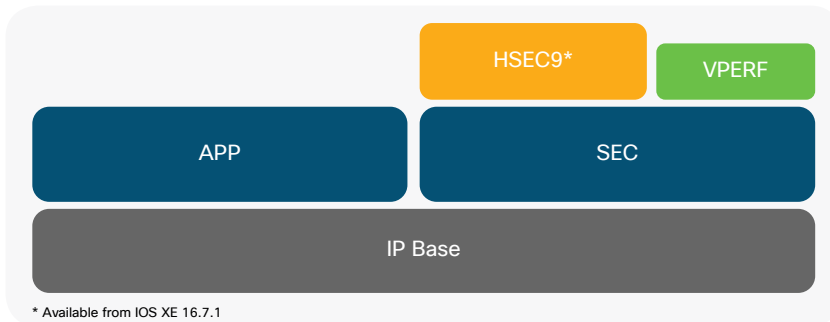 HSEC9*
VPERF
APP
SEC
IP Base
* Available from IOS XE 16.7.1